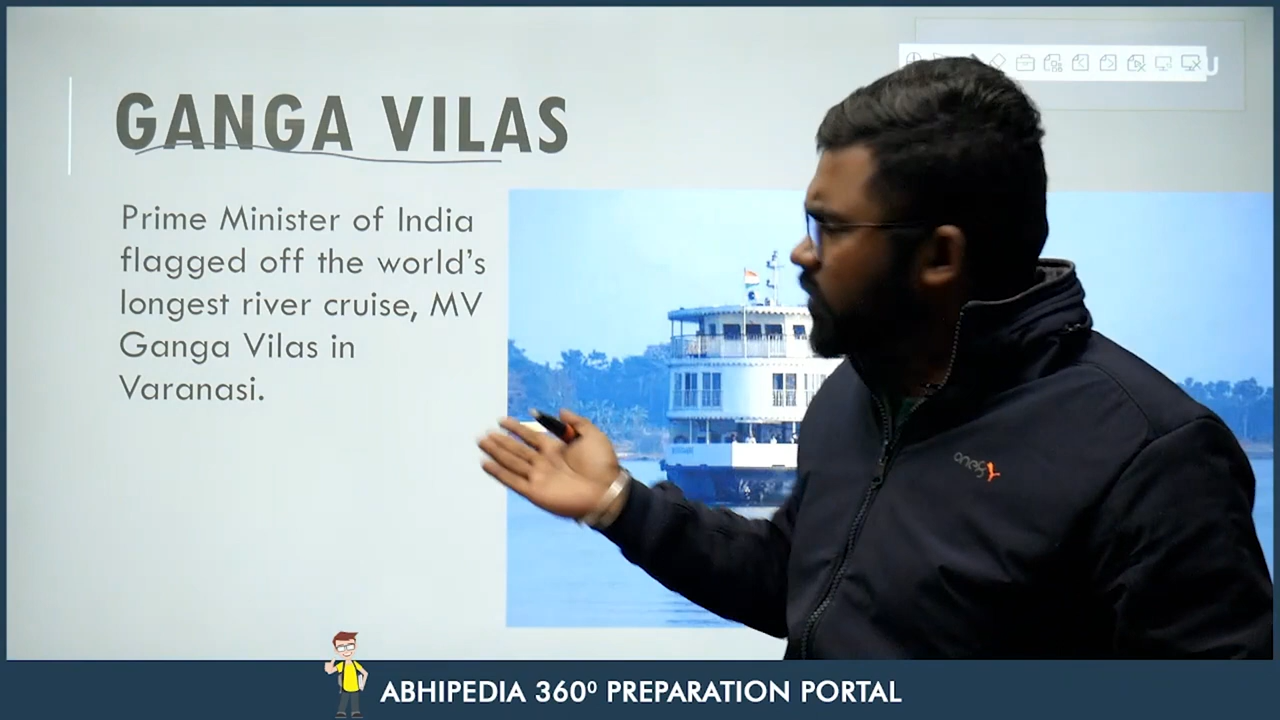 GANGA VILAS
Prime Minister of India
flagged off the world's
longest river cruise, MV
Ganga Vilas in
Varanasi.
one8
ABHIPEDIA 360⁰ PREPARATION PORTAL